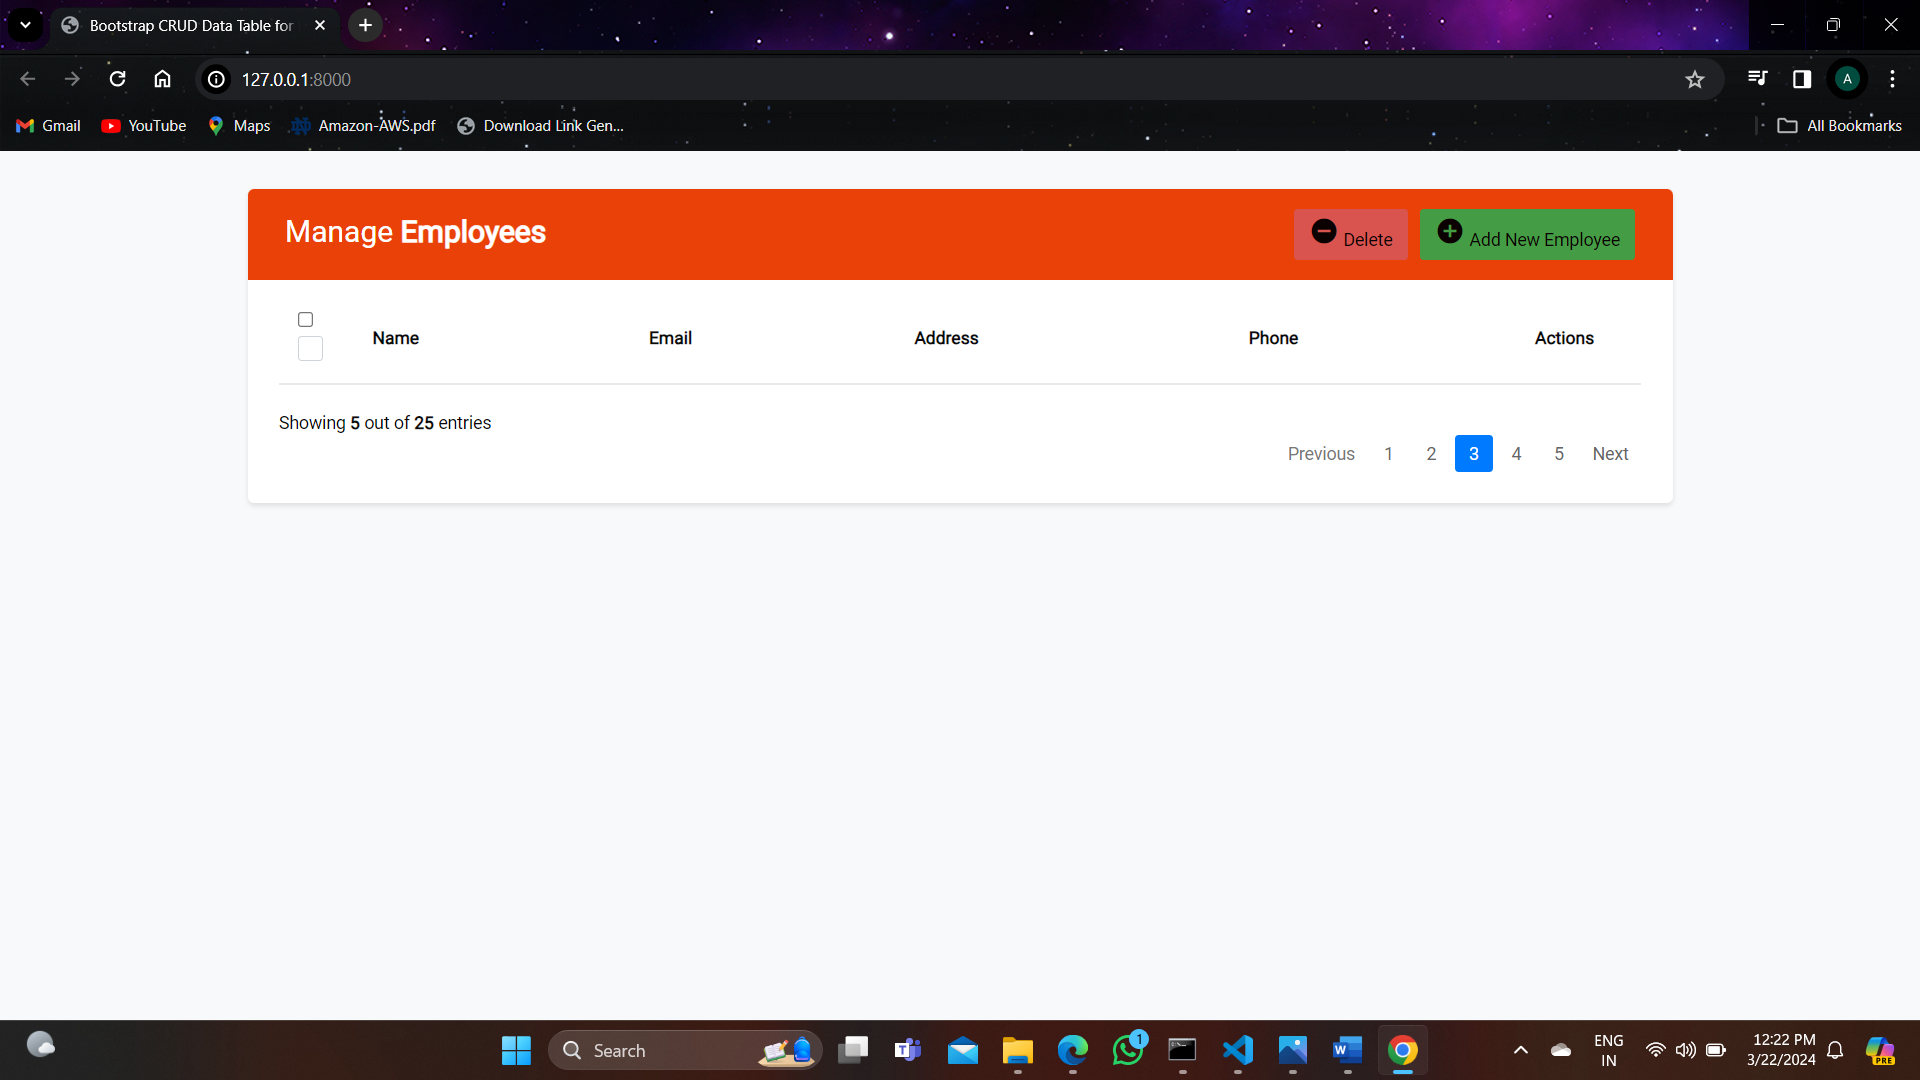 Bootstrap CRUD Data Table for
127.0.0.1:8000
Gmail YouTube Maps Amazon-AWS.pdf Download Link Gen... All Bookmarks
A
Manage Employees
Delete Add New Employee
Name Email Address Phone Actions
Showing 5 out of 25 entries
Previous 1 2 3 4 5 Next
Search
1
ENG
IN
12:22 PM
3/22/2024
PRE